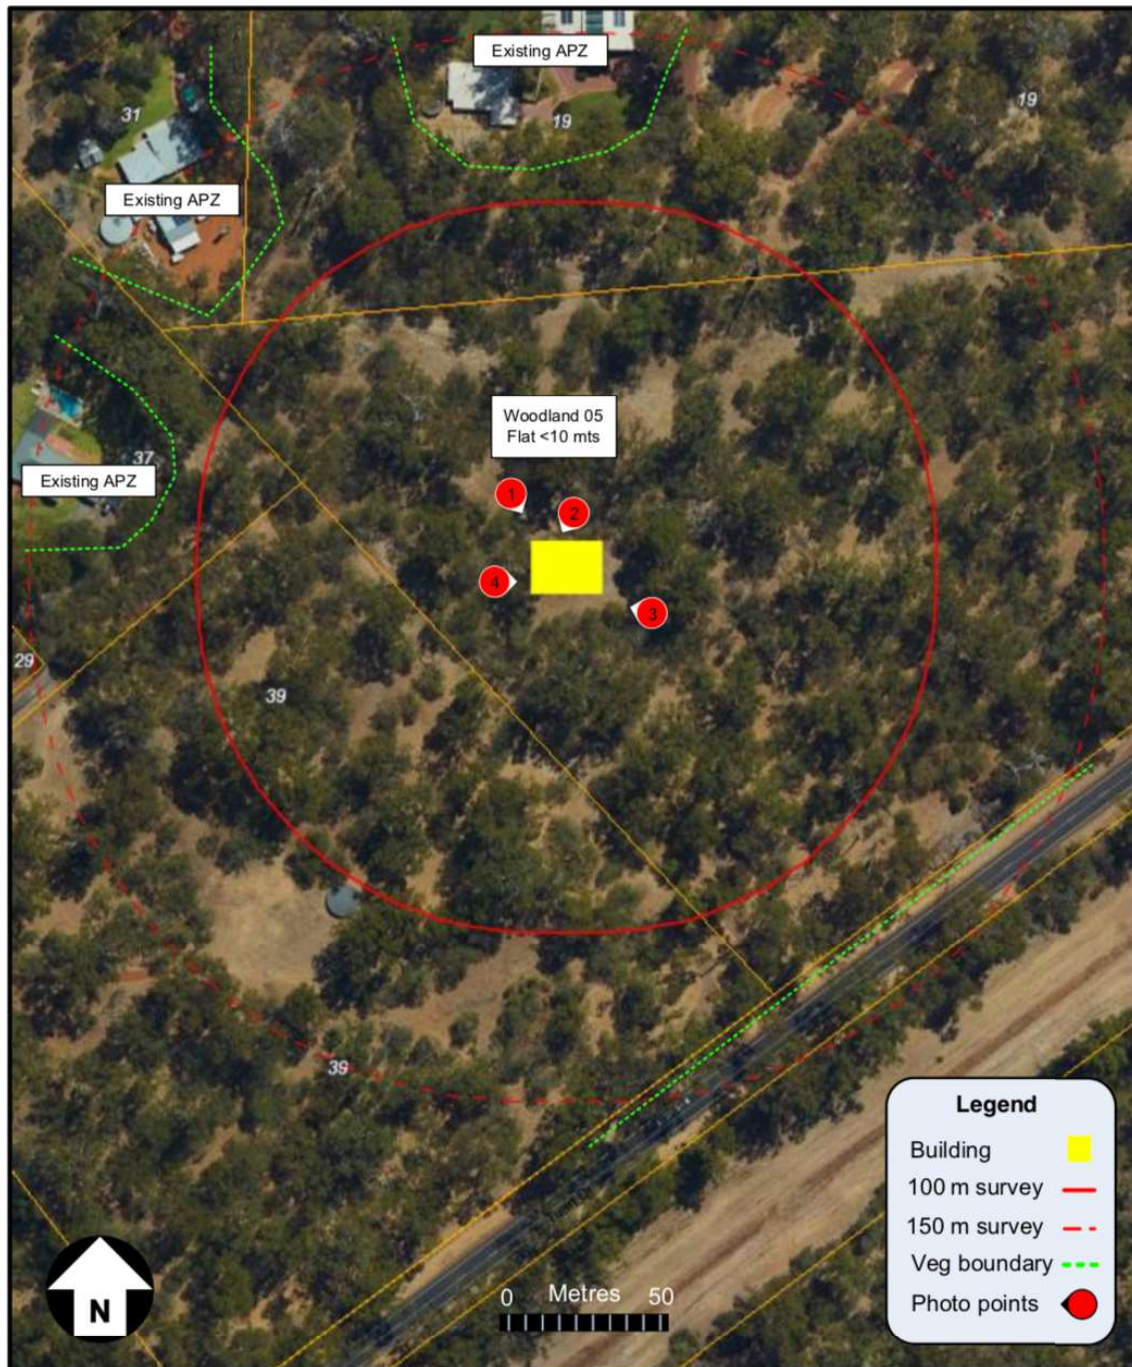 Existing APZ
31
19
19
Existing APZ
Woodland 05
Flat <10 mts
37
Existing APZ
1
2
4
3
29
39
39
Legend
Building
100 m survey
150 m survey
Veg boundary
Photo points
N
0 Metres 50